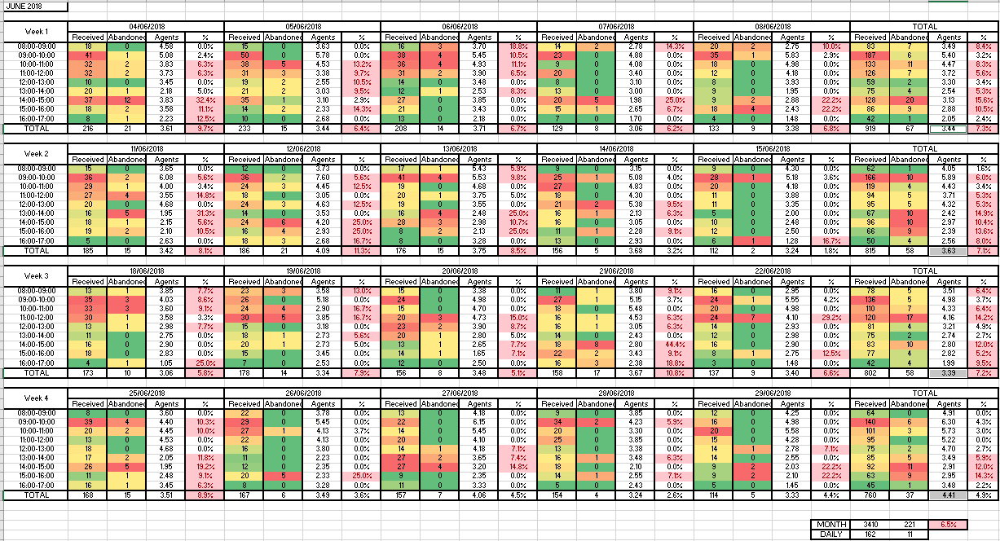 JUNE 2018
Week 1 04/06/2018 05/06/2018 06/06/2018 07/06/2018 08/06/2018 TOTAL
Received Abandoned Agents % Received Abandoned Agents % Received Abandoned Agents % Received Abandoned Agents % Received Abandoned Agents % Received Abandoned Agents %
08:00-09:00 18 0 4.58 0.0% 15 0 3.63 0.0% 16 3 3.70 18.8% 14 2 2.78 14.3% 20 2 2.75 10.0% 83 7 3.49 8.4%
09:00-10:00 41 1 5.08 2.4% 50 0 5.78 0.0% 38 4 5.45 10.5% 23 0 4.88 0.0% 35 1 5.83 2.9% 187 6 5.40 3.2%
10:00-11:00 32 2 3.83 6.3% 38 5 4.53 13.2% 36 4 4.93 11.1% 9 0 4.08 0.0% 18 0 4.98 0.0% 133 11 4.47 8.3%
11:00-12:00 32 2 3.73 6.3% 31 3 4.38 9.7% 31 2 3.90 6.5% 20 0 3.40 0.0% 12 0 4.18 0.0% 126 7 3.72 5.6%
12:00-13:00 10 0 3.45 0.0% 19 2 2.55 10.5% 14 0 3.48 0.0% 8 0 3.10 0.0% 8 0 3.93 0.0% 59 2 3.30 3.4%
13:00-14:00 20 1 2.18 5.0% 21 2 3.03 9.5% 12 1 2.53 8.3% 13 0 3.00 0.0% 9 0 1.95 0.0% 75 4 2.54 5.3%
14:00-15:00 37 12 3.83 32.4% 35 1 3.10 2.9% 27 0 3.85 0.0% 20 5 1.98 25.0% 9 2 2.88 22.2% 128 20 3.13 15.6%
15:00-16:00 18 2 3.58 11.1% 14 2 2.33 14.3% 21 0 3.43 0.0% 15 1 2.65 6.7% 18 4 2.43 22.2% 86 9 2.88 10.5%
16:00-17:00 8 1 2.23 12.5% 10 0 2.68 0.0% 13 0 2.18 0.0% 7 0 1.70 0.0% 4 0 1.48 0.0% 42 1 2.05 2.4%
TOTAL 216 21 3.61 9.7% 233 15 3.44 6.4% 208 14 3.71 6.7% 129 8 3.06 6.2% 133 9 3.38 6.8% 919 67 3.44 7.3%
Week 2 11/06/2018 12/06/2018 13/06/2018 14/06/2018 15/06/2018 TOTAL
Received Abandoned Agents % Received Abandoned Agents % Received Abandoned Agents % Received Abandoned Agents % Received Abandoned Agents % Received Abandoned Agents %
08:00-09:00 15 0 3.65 0.0% 12 0 3.73 0.0% 17 1 5.43 5.9% 9 0 3.15 0.0% 9 0 4.30 0.0% 62 1 4.05 1.6%
09:00-10:00 36 2 6.08 5.6% 36 2 7.60 5.6% 41 4 5.53 9.8% 25 1 5.08 4.0% 28 1 5.18 3.6% 166 10 5.89 6.0%
10:00-11:00 29 1 4.00 3.4% 24 3 4.45 12.5% 19 0 4.68 0.0% 27 0 4.83 0.0% 20 0 4.18 0.0% 119 4 4.43 3.4%
11:00-12:00 27 4 3.55 14.8% 18 0 3.05 0.0% 20 1 3.75 5.0% 18 0 4.30 0.0% 11 0 3.88 0.0% 94 5 3.71 5.3%
12:00-13:00 20 0 4.68 0.0% 24 3 4.63 12.5% 19 0 3.55 0.0% 21 2 5.38 9.5% 11 0 3.35 0.0% 95 5 4.32 5.3%
13:00-14:00 16 5 1.95 31.3% 14 0 3.53 0.0% 16 4 2.48 25.0% 16 1 2.13 6.3% 5 0 2.00 0.0% 67 10 2.42 14.9%
14:00-15:00 18 1 2.15 5.6% 24 6 4.20 25.0% 28 3 2.98 10.7% 16 0 3.05 0.0% 10 0 2.48 0.0% 96 10 2.97 10.4%
15:00-16:00 19 2 2.10 10.5% 16 4 2.93 25.0% 8 2 2.13 25.0% 11 1 2.28 9.1% 12 0 2.50 0.0% 66 9 2.39 13.6%
16:00-17:00 5 0 2.63 0.0% 18 3 2.68 16.7% 8 0 3.28 0.0% 13 0 2.93 0.0% 6 1 1.28 16.7% 50 4 2.56 8.0%
TOTAL 185 15 3.42 8.1% 186 21 4.09 11.3% 176 15 3.75 8.5% 156 5 3.68 3.2% 112 2 3.24 1.8% 815 58 3.63 7.1%
Week 3 18/06/2018 19/06/2018 20/06/2018 21/06/2018 22/06/2018 TOTAL
Received Abandoned Agents % Received Abandoned Agents % Received Abandoned Agents % Received Abandoned Agents % Received Abandoned Agents % Received Abandoned Agents %
08:00-09:00 13 1 3.85 7.7% 23 3 3.58 13.0% 15 0 3.38 0.0% 11 1 3.80 9.1% 16 0 2.95 0.0% 78 5 3.51 6.4%
09:00-10:00 35 3 4.03 8.6% 26 0 5.18 0.0% 24 0 4.98 0.0% 27 1 5.15 3.7% 24 1 5.55 4.2% 136 5 4.98 3.7%
10:00-11:00 33 3 3.60 9.1% 24 4 2.90 16.7% 15 0 4.70 0.0% 18 0 5.48 0.0% 20 0 4.98 0.0% 110 7 4.33 6.4%
11:00-12:00 30 1 3.58 3.3% 30 5 3.85 16.7% 20 3 4.73 15.0% 16 1 4.53 6.3% 24 7 4.10 29.2% 120 17 4.16 14.2%
12:00-13:00 13 1 2.98 7.7% 15 0 3.18 0.0% 23 2 3.90 8.7% 16 1 3.05 6.3% 14 0 2.93 0.0% 81 4 3.21 4.9%
13:00-14:00 11 0 2.75 0.0% 18 1 2.73 5.6% 20 1 2.80 5.0% 14 0 2.43 0.0% 12 0 2.98 0.0% 75 2 2.74 2.7%
14:00-15:00 16 0 2.90 0.0% 20 1 2.73 5.0% 13 1 2.65 7.7% 18 8 2.80 44.4% 16 0 2.90 0.0% 83 10 2.80 12.0%
15:00-16:00 18 0 2.83 0.0% 15 0 3.45 0.0% 14 1 1.65 7.1% 22 2 3.43 9.1% 8 1 2.75 12.5% 77 4 2.82 5.2%
16:00-17:00 4 1 1.05 25.0% 7 0 2.53 0.0% 12 0 2.50 0.0% 16 3 2.38 18.8% 3 0 1.48 0.0% 42 4 1.99 9.5%
TOTAL 173 10 3.06 5.8% 178 14 3.34 7.9% 156 8 3.48 5.1% 158 17 3.67 10.8% 137 9 3.40 6.6% 802 58 3.39 7.2%
Week 4 25/06/2018 26/06/2018 27/06/2018 28/06/2018 29/06/2018 TOTAL
Received Abandoned Agents % Received Abandoned Agents % Received Abandoned Agents % Received Abandoned Agents % Received Abandoned Agents % Received Abandoned Agents %
08:00-09:00 8 0 3.60 0.0% 22 0 3.78 0.0% 13 0 4.18 0.0% 9 0 3.85 0.0% 12 0 4.25 0.0% 64 0 4.91 0.0%
09:00-10:00 39 4 4.40 10.3% 29 0 5.45 0.0% 22 0 6.15 0.0% 34 2 4.23 5.9% 16 0 4.98 0.0% 140 6 6.30 4.3%
10:00-11:00 20 2 4.45 10.0% 27 1 4.13 3.7% 14 0 5.45 0.0% 20 0 3.30 0.0% 20 0 5.58 0.0% 101 3 5.73 3.0%
11:00-12:00 13 0 4.53 0.0% 22 0 4.13 0.0% 20 0 4.10 0.0% 25 0 3.85 0.0% 15 0 4.28 0.0% 95 0 5.22 0.0%
12:00-13:00 18 0 4.68 0.0% 16 0 3.80 0.0% 14 1 4.18 7.1% 13 0 3.38 0.0% 14 1 2.78 7.1% 75 2 4.70 2.7%
13:00-14:00 17 2 2.05 11.8% 11 0 2.23 0.0% 27 2 3.65 7.4% 16 1 3.48 6.3% 14 0 2.55 0.0% 85 5 3.49 5.9%
14:00-15:00 26 5 1.95 19.2% 12 0 2.35 0.0% 27 4 3.20 14.8% 18 0 2.10 0.0% 9 2 2.03 22.2% 92 11 2.91 12.0%
15:00-16:00 11 1 2.48 9.1% 20 5 2.33 25.0% 9 0 2.35 0.0% 14 1 2.55 7.1% 9 2 2.10 22.2% 63 9 2.95 14.3%
16:00-17:00 16 1 3.45 6.3% 8 0 3.28 0.0% 11 0 3.33 0.0% 5 0 2.43 0.0% 5 0 1.45 0.0% 45 1 3.48 2.2%
TOTAL 168 15 3.51 8.9% 167 6 3.49 3.6% 157 7 4.06 4.5% 154 4 3.24 2.6% 114 5 3.33 4.4% 760 37 4.41 4.9%
MONTH 3410 221 6.5%
DAILY 162 11